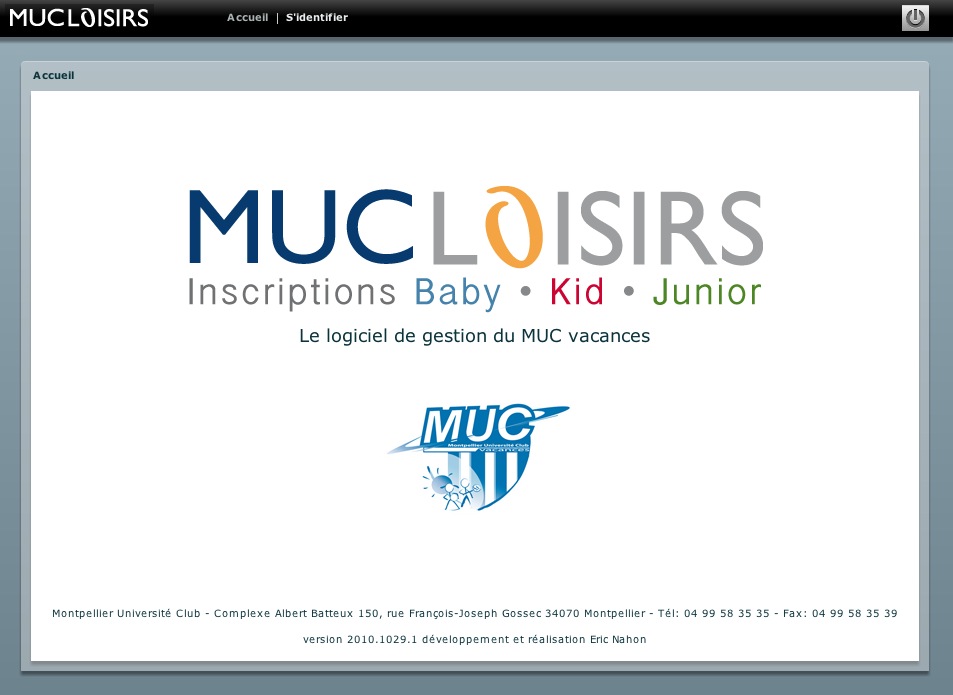 MUCLOISIRS
Accueil | S'identifier
Accueil
MUCLOISIRS
Inscriptions Baby • Kid • Junior
Le logiciel de gestion du MUC vacances
MUC
Montpellier Université Club
vacances
Montpellier Université Club - Complexe Albert Batteux 150, rue François-Joseph Gossec 34070 Montpellier - Tél: 04 99 58 35 35 - Fax: 04 99 58 35 39
version 2010.1029.1 développement et réalisation Eric Nahon